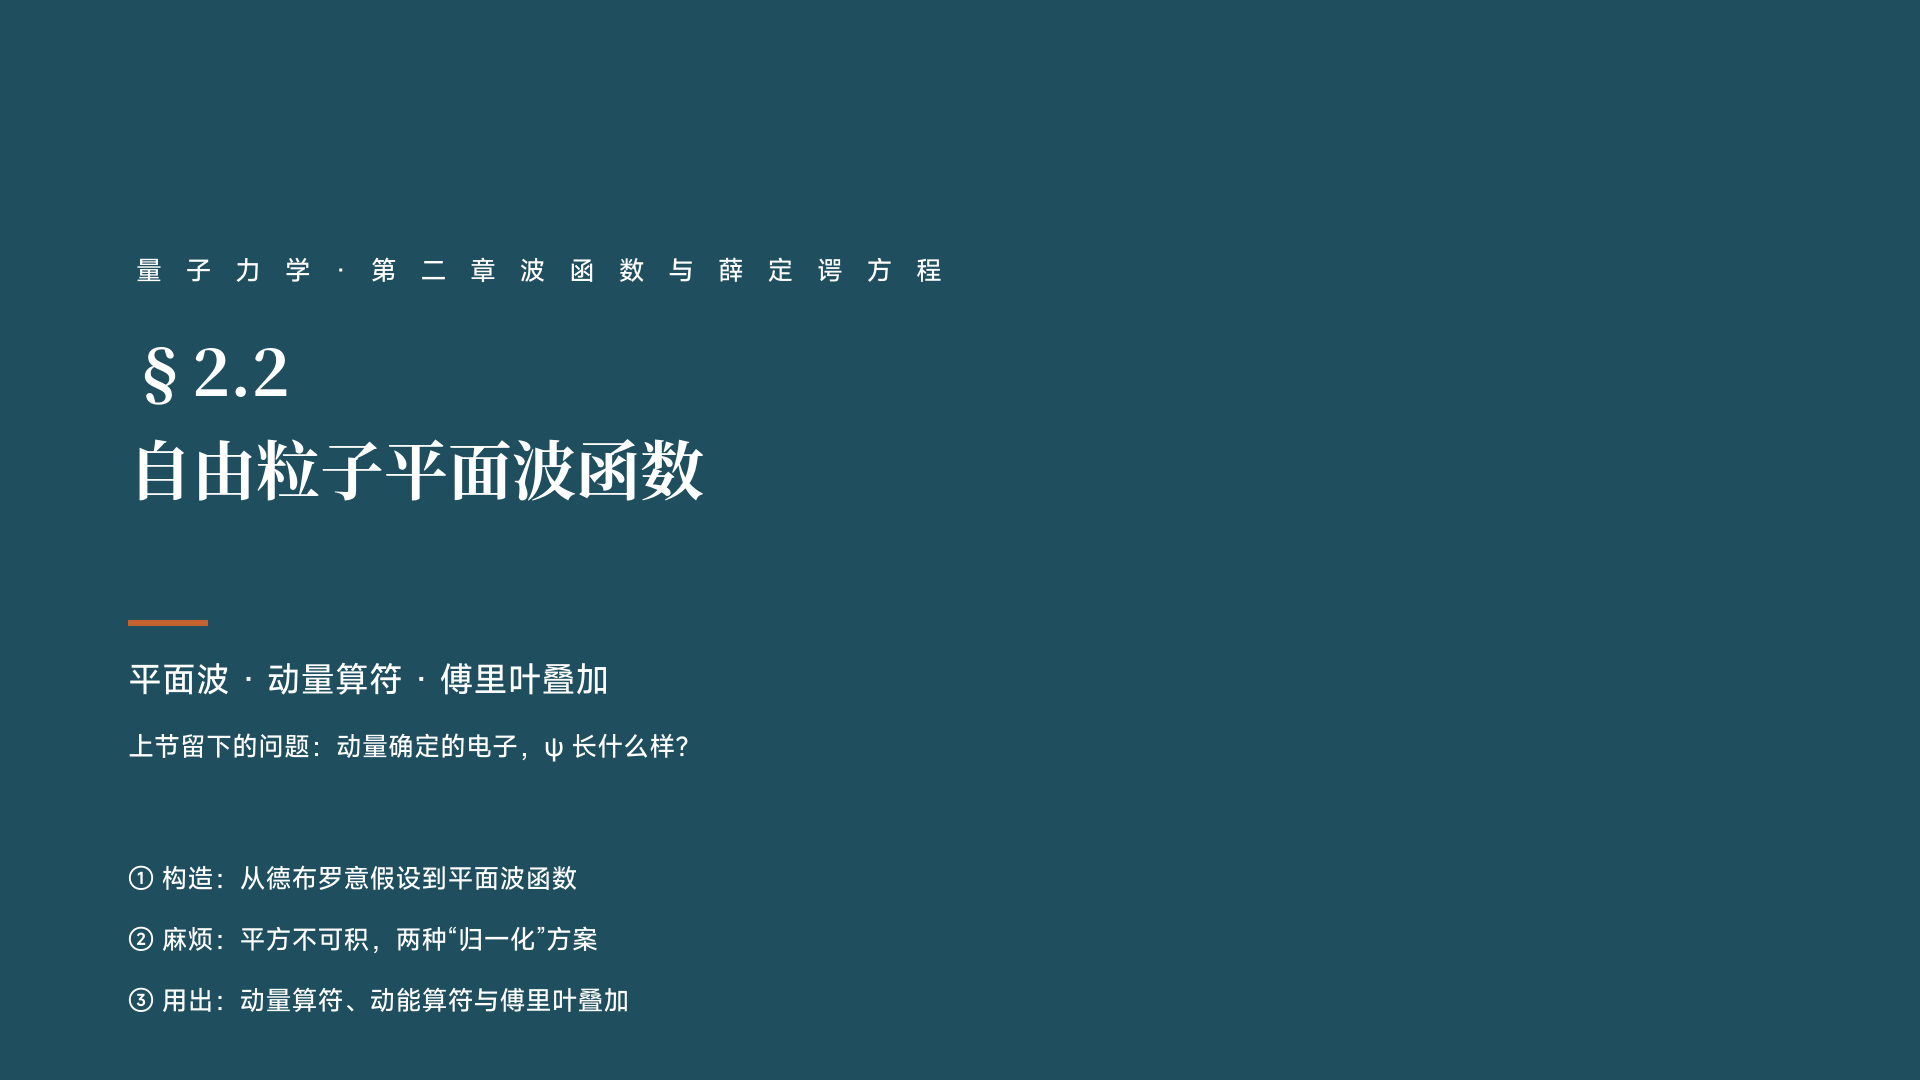 量子力学 · 第二章波函数与薛定谔方程
§ 2.2
自由粒子平面波函数
平面波 · 动量算符 · 傅里叶叠加
上节留下的问题：动量确定的电子，ψ 长什么样？
① 构造：从德布罗意假设到平面波函数
② 麻烦：平方不可积，两种“归一化”方案
③ 用出：动量算符、动能算符与傅里叶叠加